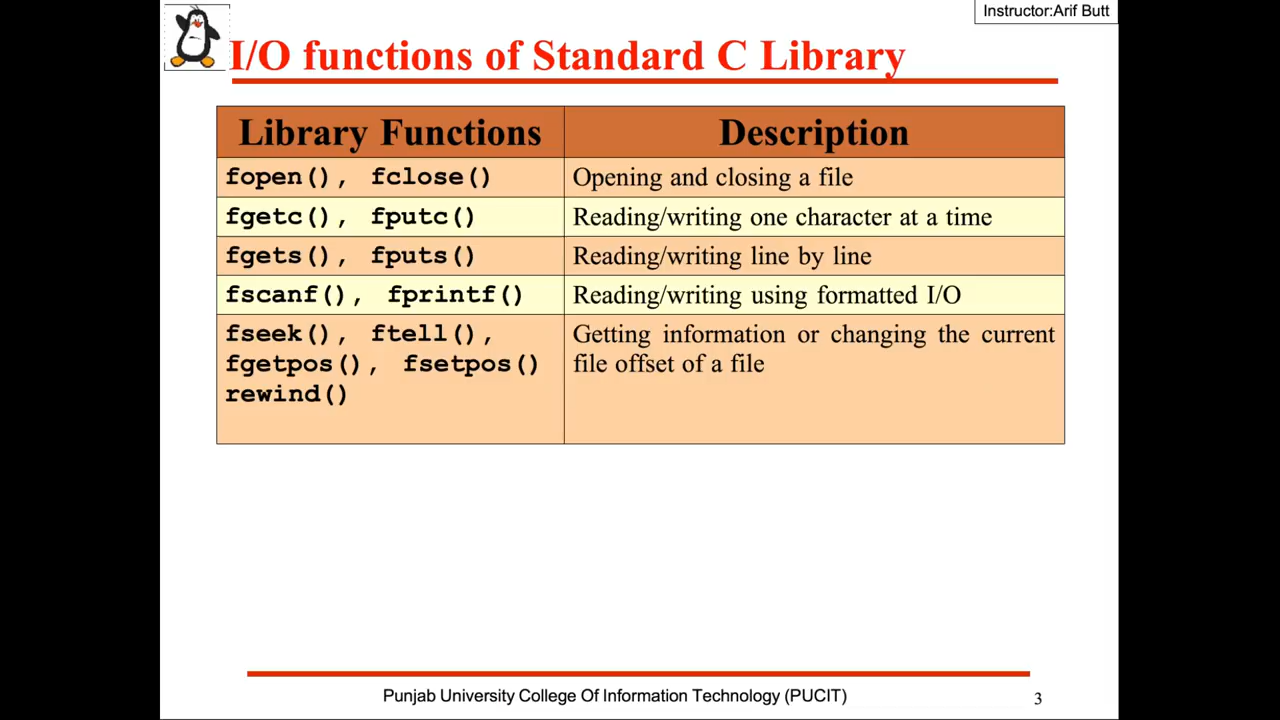 Instructor:Arif Butt
I/O functions of Standard C Library
Library Functions
Description
fopen(), fclose()
Opening and closing a file
fgetc(), fputc()
Reading/writing one character at a time
fgets(), fputs()
Reading/writing line by line
fscanf(), fprintf()
Reading/writing using formatted I/O
fseek(), ftell(),
fgetpos(), fsetpos()
rewind()
Getting information or changing the current
file offset of a file
Punjab University College Of Information Technology (PUCIT)
3